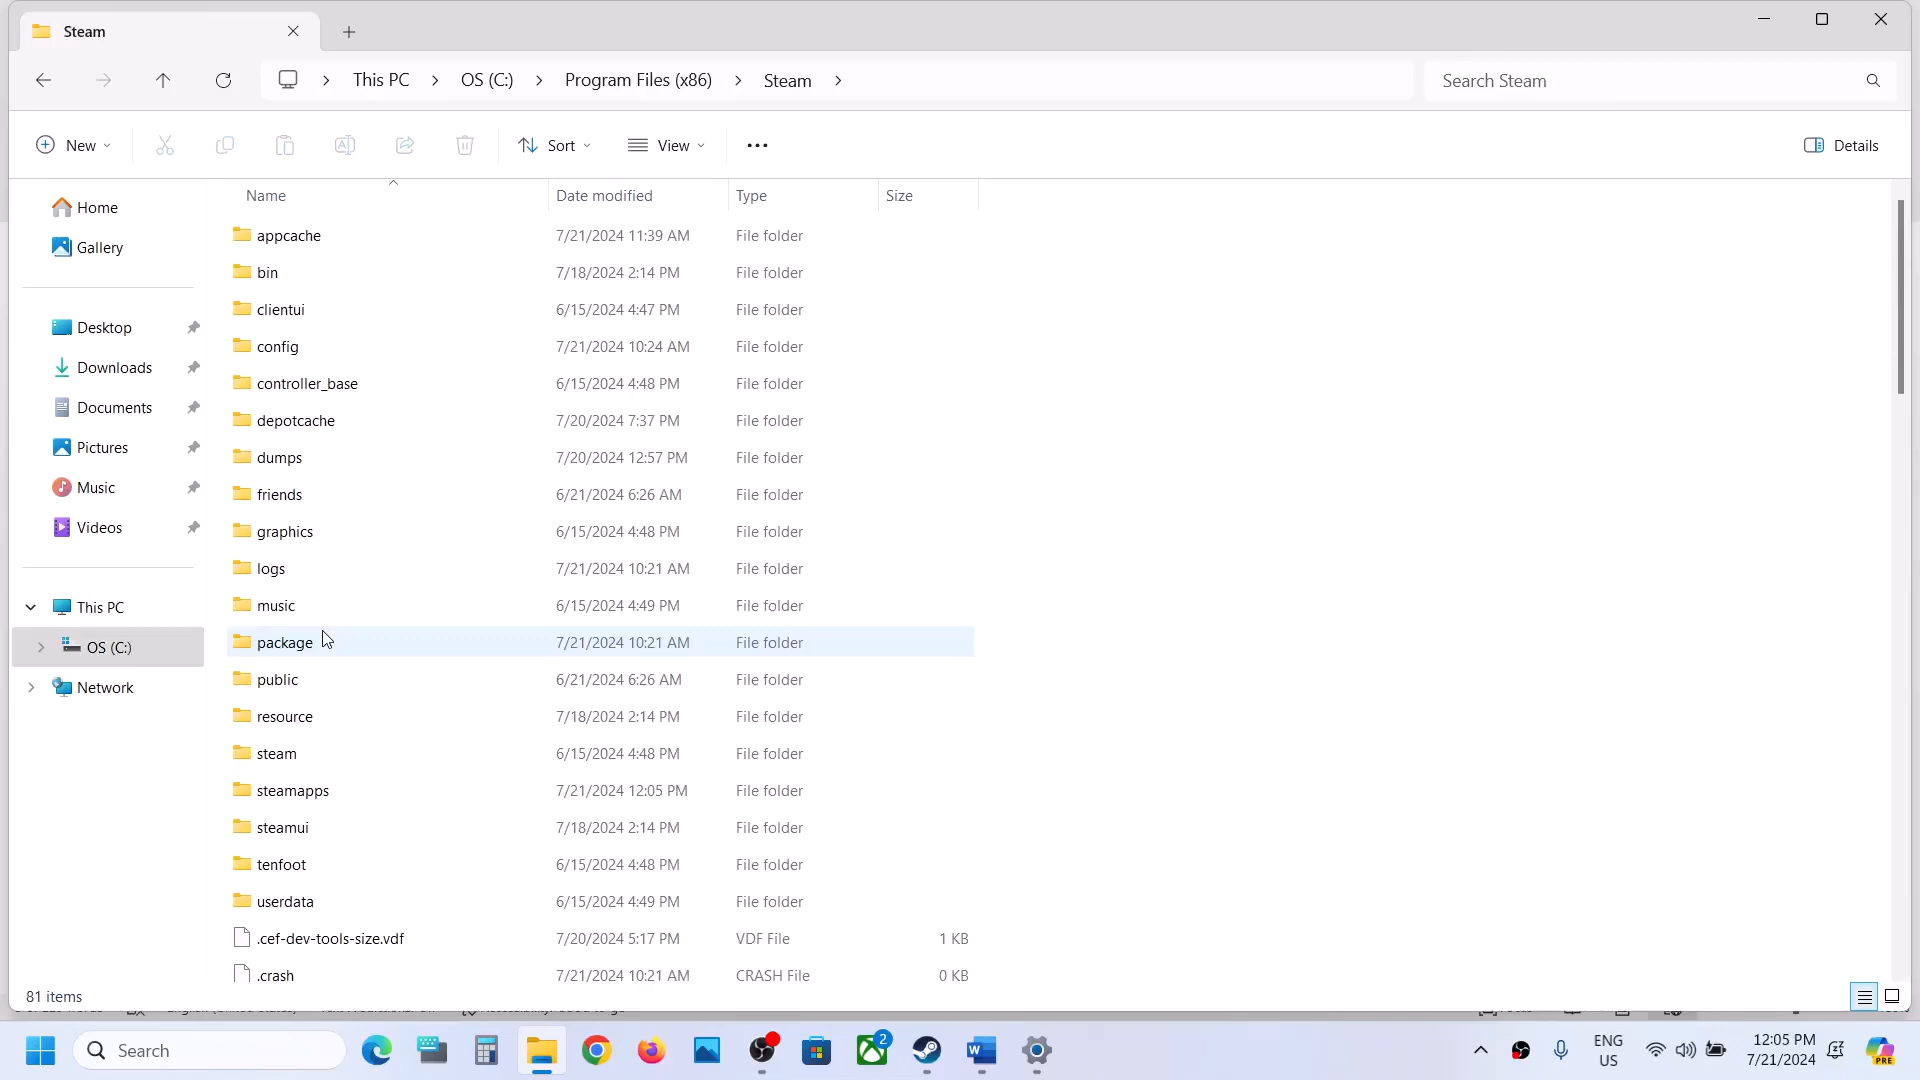 Steam
This PC OS (C:) Program Files (x86) Steam
Search Steam
New Sort View Details
Name Date modified Type Size
Home
Gallery
Desktop
Downloads
Documents
Pictures
Music
Videos
This PC
OS (C:)
Network
appcache 7/21/2024 11:39 AM File folder
bin 7/18/2024 2:14 PM File folder
clientui 6/15/2024 4:47 PM File folder
config 7/21/2024 10:24 AM File folder
controller_base 6/15/2024 4:48 PM File folder
depotcache 7/20/2024 7:37 PM File folder
dumps 7/20/2024 12:57 PM File folder
friends 6/21/2024 6:26 AM File folder
graphics 6/15/2024 4:48 PM File folder
logs 7/21/2024 10:21 AM File folder
music 6/15/2024 4:49 PM File folder
package 7/21/2024 10:21 AM File folder
public 6/21/2024 6:26 AM File folder
resource 7/18/2024 2:14 PM File folder
steam 6/15/2024 4:48 PM File folder
steamapps 7/21/2024 12:05 PM File folder
steamui 7/18/2024 2:14 PM File folder
tenfoot 6/15/2024 4:48 PM File folder
userdata 6/15/2024 4:49 PM File folder
.cef-dev-tools-size.vdf 7/20/2024 5:17 PM VDF File 1 KB
.crash 7/21/2024 10:21 AM CRASH File 0 KB
81 items
Search
2
ENG
US
12:05 PM
7/21/2024
PRE